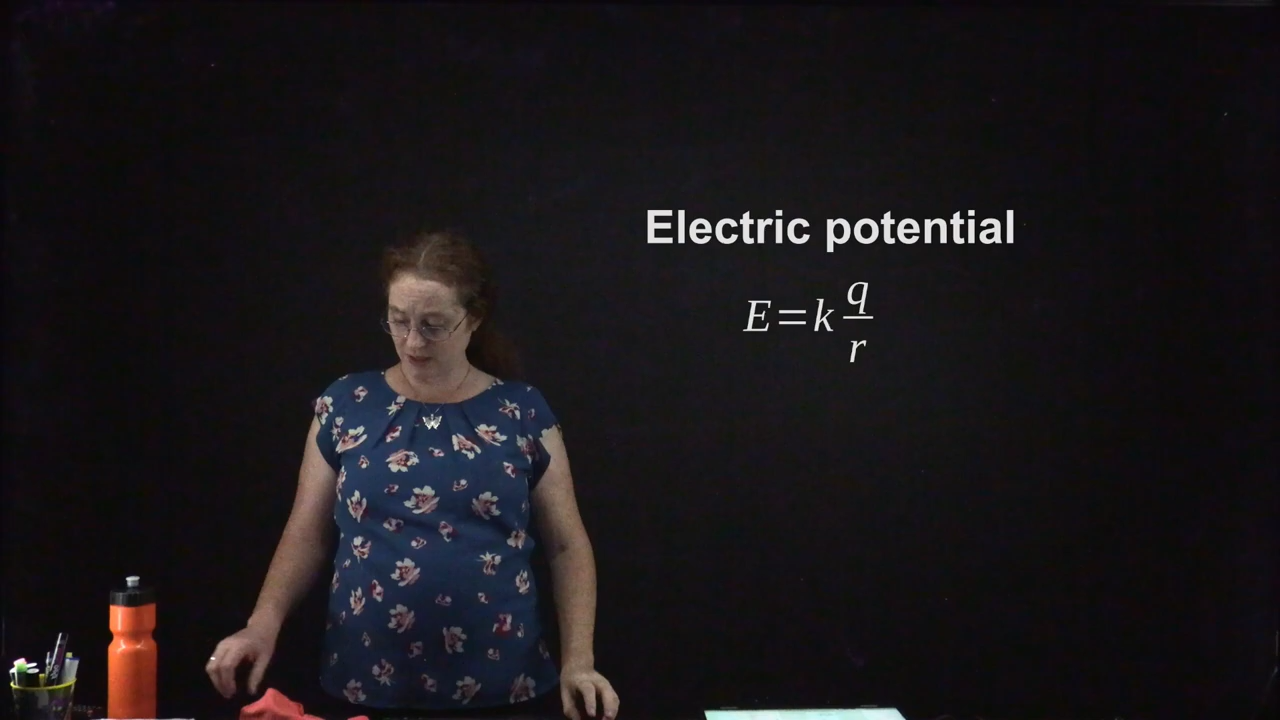 Electric potential
E = k q/r